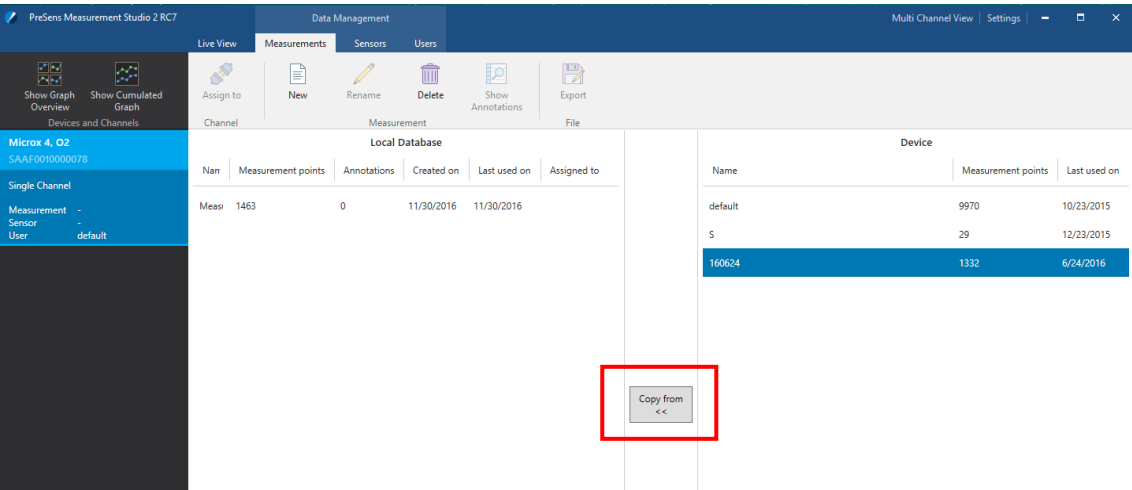 PreSens Measurement Studio 2 RC7
Data Management
Multi Channel View
Settings
Live View
Measurements
Sensors
Users
Show Graph
Overview
Show Cumulated
Graph
Devices and Channels
Assign to
Channel
New
Rename
Delete
Show
Annotations
Measurement
Export
File
Microx 4, O2
SAAF0010000078
Single Channel
Measurement -
Sensor -
User default
Local Database
Nam Measurement points Annotations Created on Last used on Assigned to
Measu 1463 0 11/30/2016 11/30/2016
Copy from
<<
Device
Name Measurement points Last used on
default 9970 10/23/2015
S 29 12/23/2015
160624 1332 6/24/2016